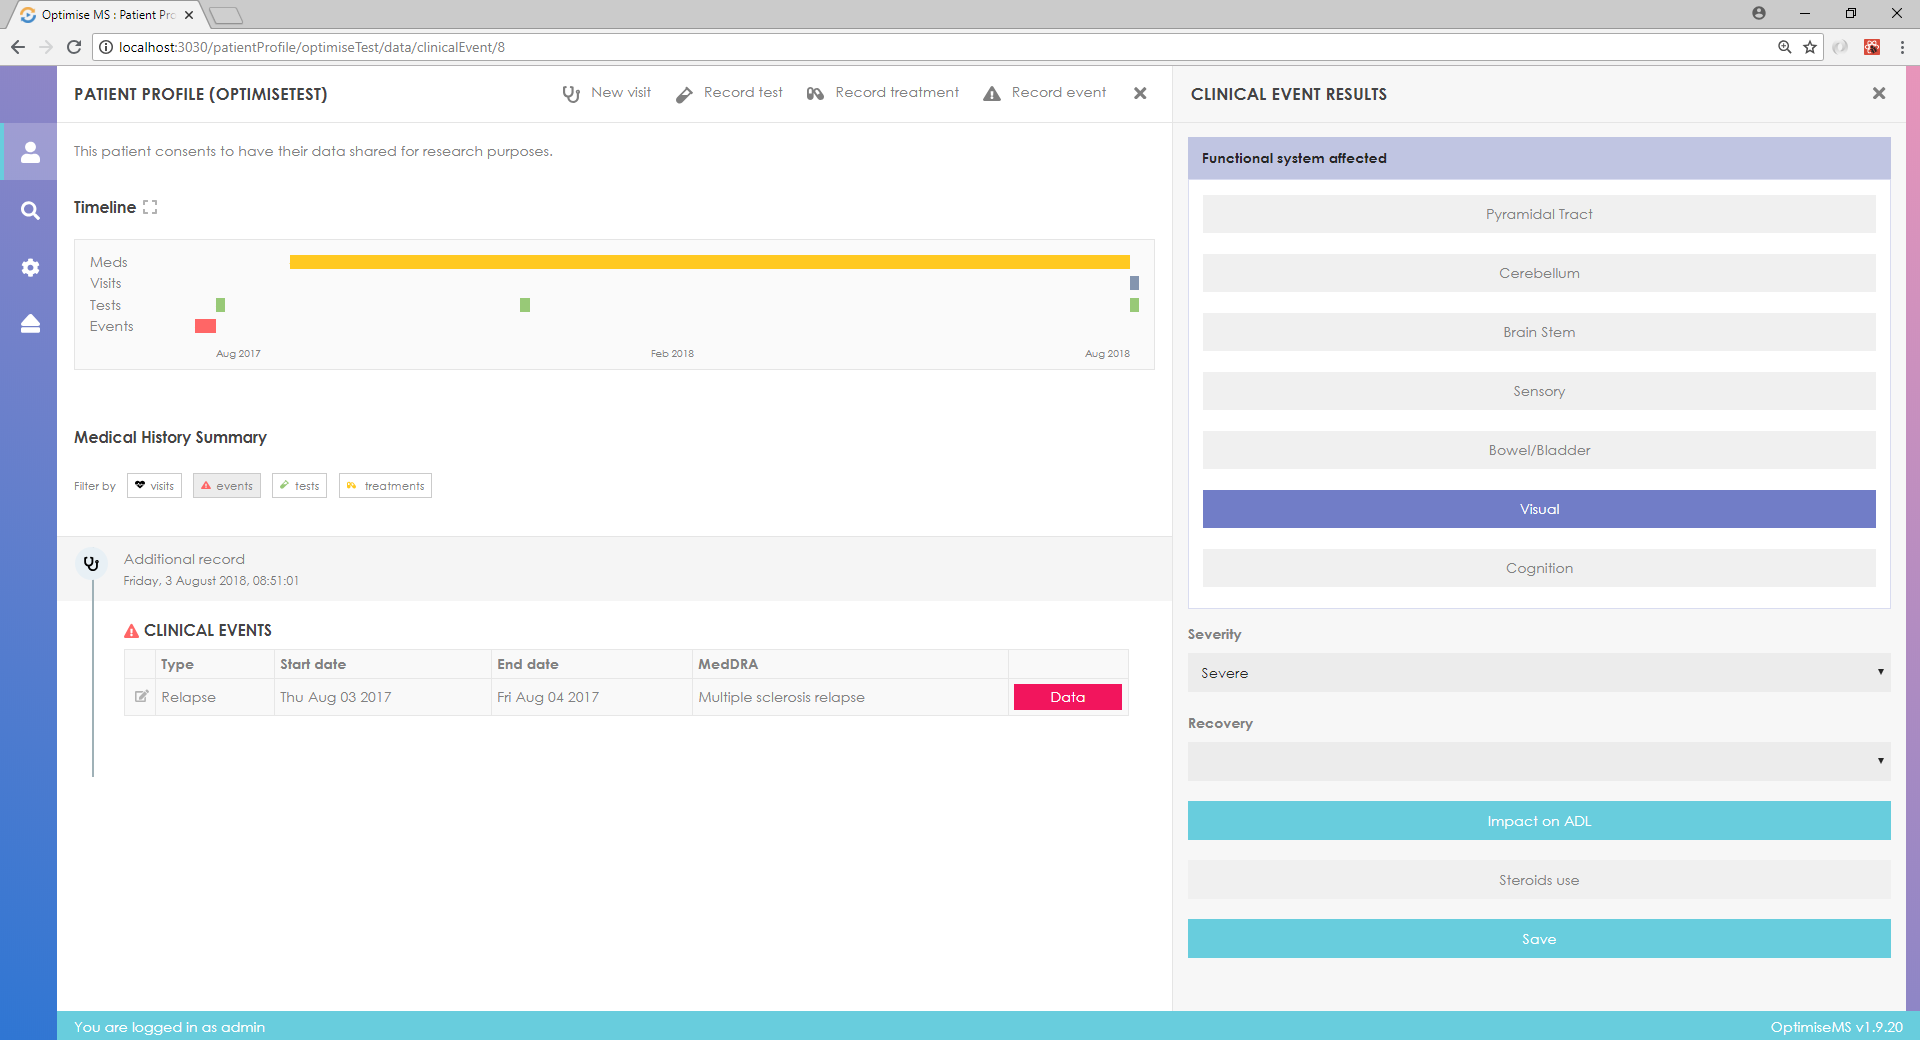 Optimise MS : Patient Pro
localhost:3030/patientProfile/optimiseTest/data/clinicalEvent/8
PATIENT PROFILE (OPTIMISETEST)
New visit
Record test
Record treatment
Record event
This patient consents to have their data shared for research purposes.
Timeline
Meds
Visits
Tests
Events
Aug 2017
Feb 2018
Aug 2018
Medical History Summary
Filter by
visits
events
tests
treatments
Additional record
Friday, 3 August 2018, 08:51:01
CLINICAL EVENTS
Type Start date End date MedDRA
Relapse Thu Aug 03 2017 Fri Aug 04 2017 Multiple sclerosis relapse Data
CLINICAL EVENT RESULTS
Functional system affected
Pyramidal Tract
Cerebellum
Brain Stem
Sensory
Bowel/Bladder
Visual
Cognition
Severity
Severe
Recovery
Impact on ADL
Steroids use
Save
You are logged in as admin
OptimiseMS v1.9.20